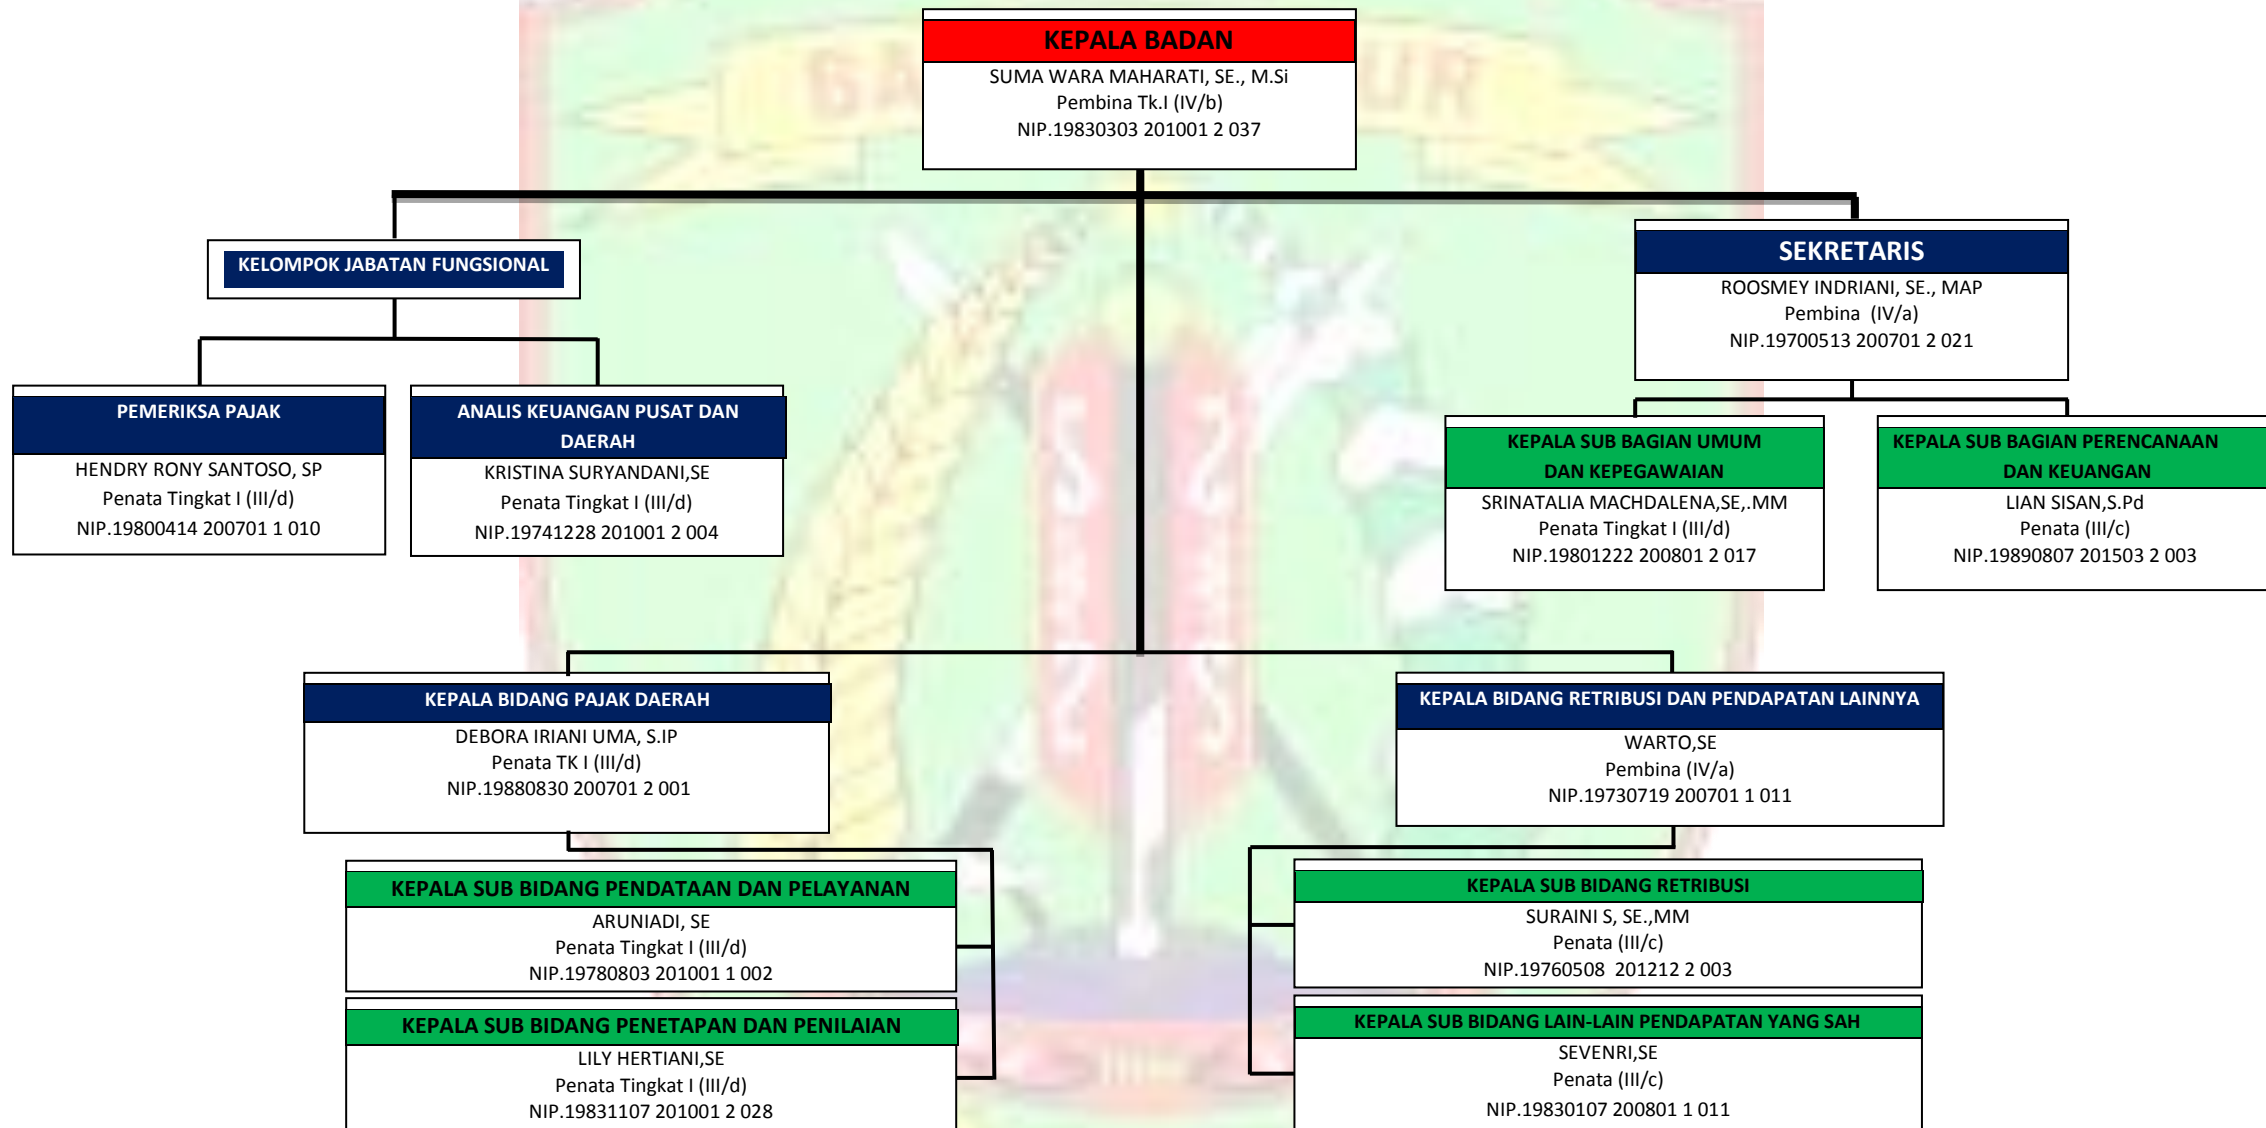 KEPALA BADAN
SUMA WARA MAHARATI, SE., M.Si
Pembina Tk.I (IV/b)
NIP.19830303 201001 2 037
KELOMPOK JABATAN FUNGSIONAL
SEKRETARIS
ROOSMEY INDRIANI, SE., MAP
Pembina (IV/a)
NIP.19700513 200701 2 021
PEMERIKSA PAJAK
HENDRY RONY SANTOSO, SP
Penata Tingkat I (III/d)
NIP.19800414 200701 1 010
ANALIS KEUANGAN PUSAT DAN
DAERAH
KRISTINA SURYANDANI,SE
Penata Tingkat I (III/d)
NIP.19741228 201001 2 004
KEPALA SUB BAGIAN UMUM
DAN KEPEGAWAIAN
SRINATALIA MACHDALENA,SE,.MM
Penata Tingkat I (III/d)
NIP.19801222 200801 2 017
KEPALA SUB BAGIAN PERENCANAAN
DAN KEUANGAN
LIAN SISAN,S.Pd
Penata (III/c)
NIP.19890807 201503 2 003
KEPALA BIDANG PAJAK DAERAH
DEBORA IRIANI UMA, S.IP
Penata TK I (III/d)
NIP.19880830 200701 2 001
KEPALA BIDANG RETRIBUSI DAN PENDAPATAN LAINNYA
WARTO,SE
Pembina (IV/a)
NIP.19730719 200701 1 011
KEPALA SUB BIDANG PENDATAAN DAN PELAYANAN
ARUNIADI, SE
Penata Tingkat I (III/d)
NIP.19780803 201001 1 002
KEPALA SUB BIDANG PENETAPAN DAN PENILAIAN
LILY HERTIANI,SE
Penata Tingkat I (III/d)
NIP.19831107 201001 2 028
KEPALA SUB BIDANG RETRIBUSI
SURAINI S, SE.,MM
Penata (III/c)
NIP.19760508 201212 2 003
KEPALA SUB BIDANG LAIN-LAIN PENDAPATAN YANG SAH
SEVENRI,SE
Penata (III/c)
NIP.19830107 200801 1 011